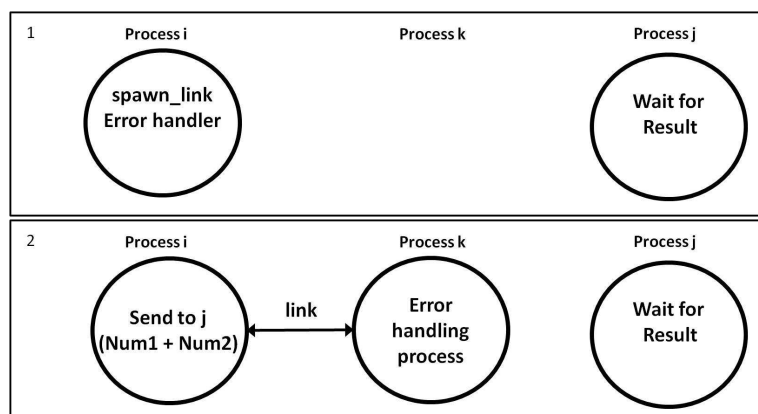 1
Process i
Process k
Process j
spawn_link
Error handler
Wait for
Result
2
Process i
Process k
Process j
Send to j
(Num1 + Num2)
link
Error
handling
process
Wait for
Result